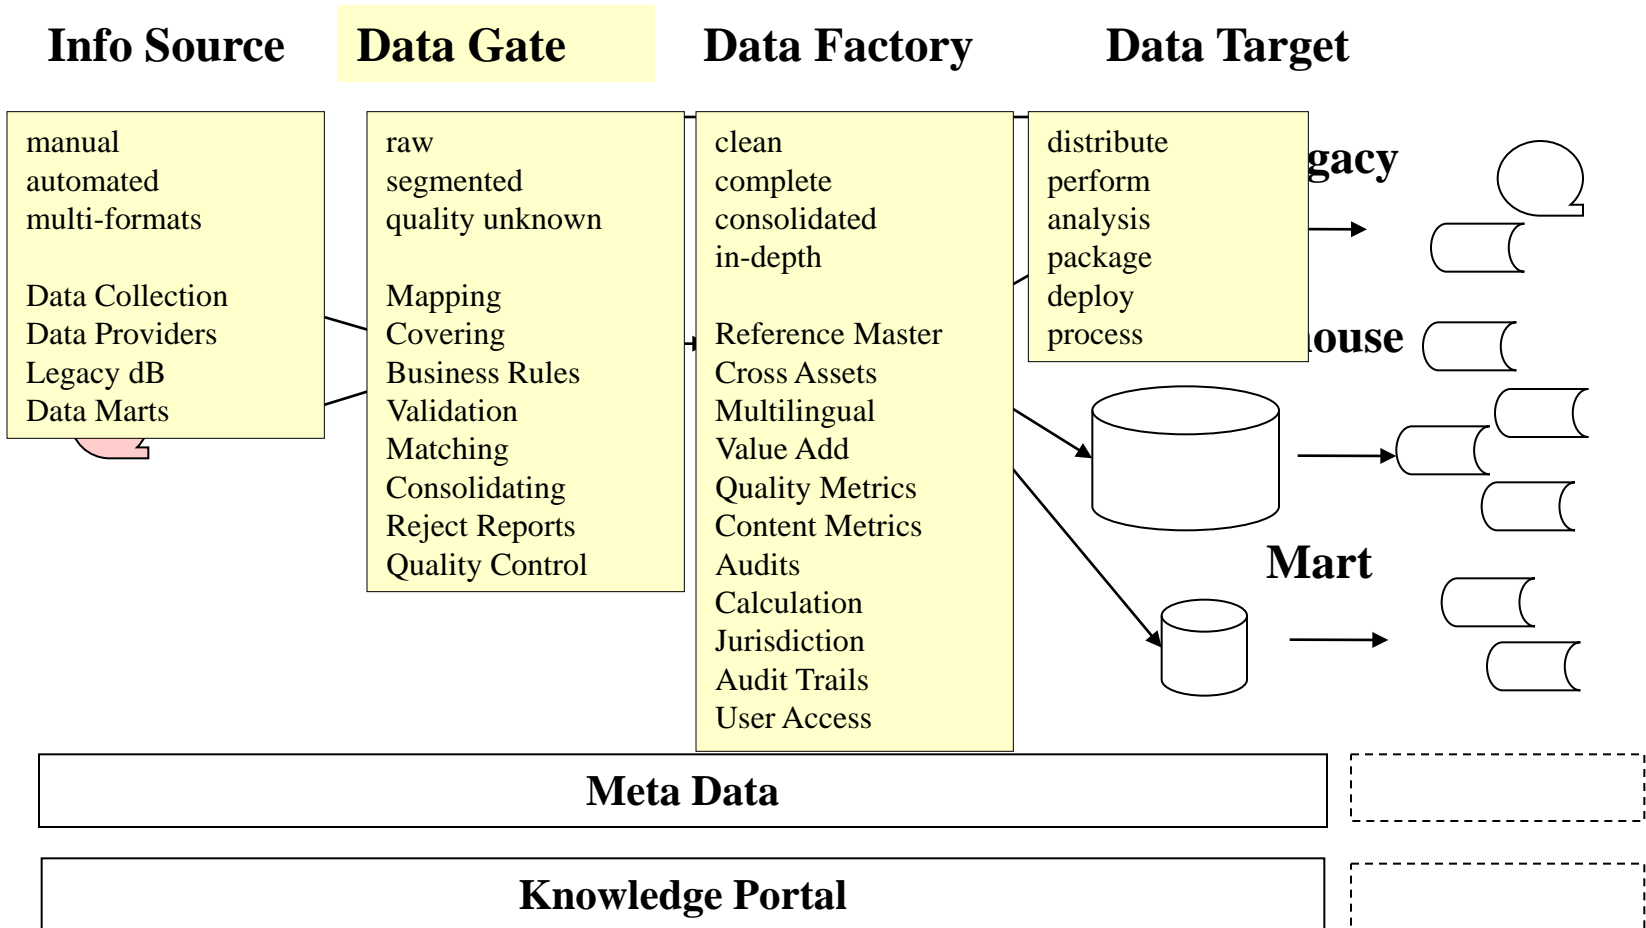 Info Source
Data Gate
Data Factory
Data Target
manual
automated
multi-formats
Data Collection
Data Providers
Legacy dB
Data Marts
raw
segmented
quality unknown
Mapping
Covering
Business Rules
Validation
Matching
Consolidating
Reject Reports
Quality Control
clean
complete
consolidated
in-depth
Reference Master
Cross Assets
Multilingual
Value Add
Quality Metrics
Content Metrics
Audits
Calculation
Jurisdiction
Audit Trails
User Access
distribute
perform
analysis
package
deploy
process
Mart
Meta Data
Knowledge Portal